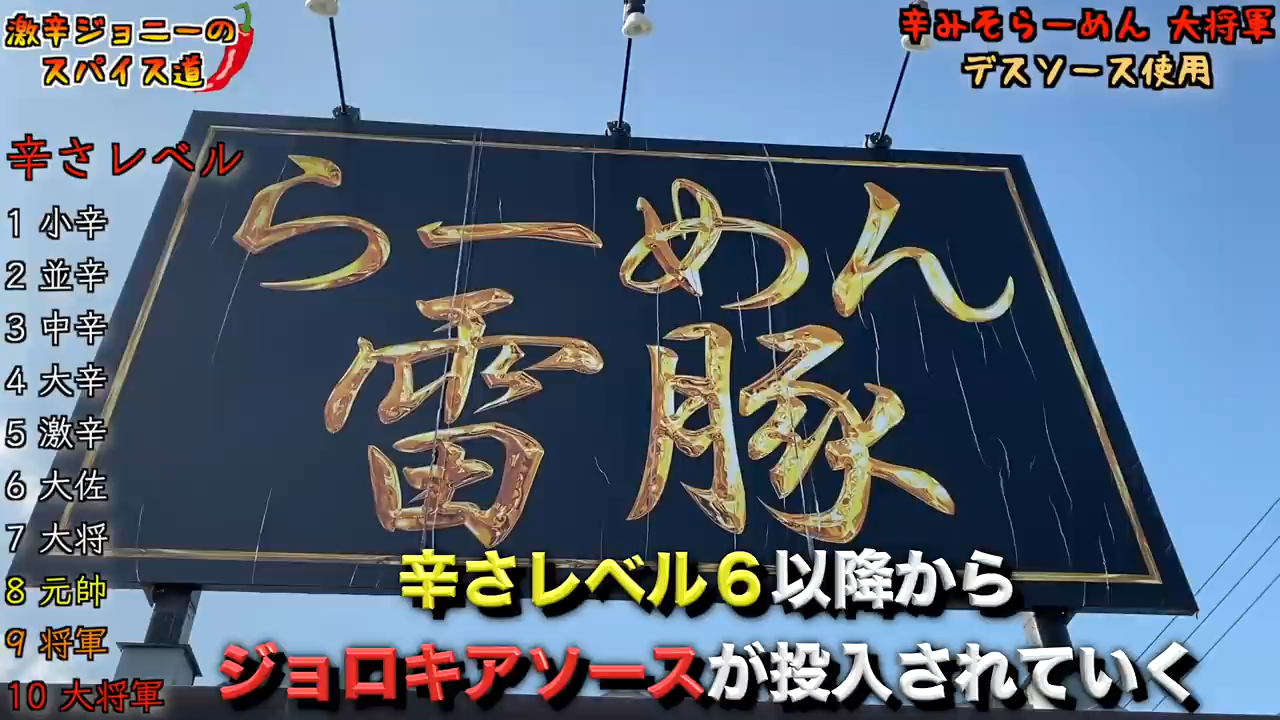 激辛ジョニーの
スパイス道
辛みそらーめん 大将軍
デスソース使用
辛さレベル
1 小辛
2 並辛
3 中辛
4 大辛
5 激辛
6 大佐
7 大将
8 元帥
9 将軍
10 大将軍
らーめん
雷豚
辛さレベル６以降から
ジョロキアソースが投入されていく